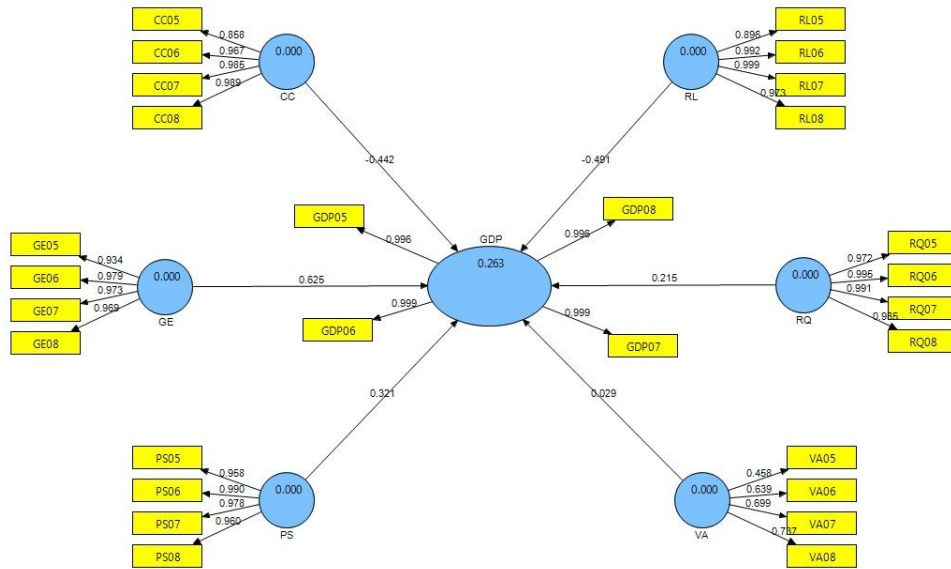 CC05
CC06
CC07
CC08
0.858
0.967
0.985
0.989
0.000
CC
RL05
RL06
RL07
RL08
0.896
0.992
0.999
0.973
0.000
RL
-0.442
-0.491
GDP05
GDP08
0.996
0.996
GDP
0.263
GE05
GE06
GE07
GE08
0.934
0.979
0.973
0.969
0.000
GE
0.625
0.215
RQ05
RQ06
RQ07
RQ08
0.972
0.995
0.991
0.000
RQ
GDP06
GDP07
0.999
0.999
0.321
0.029
PS05
PS06
PS07
PS08
0.958
0.990
0.978
0.960
0.000
PS
VA05
VA06
VA07
VA08
0.458
0.639
0.699
0.737
0.000
VA